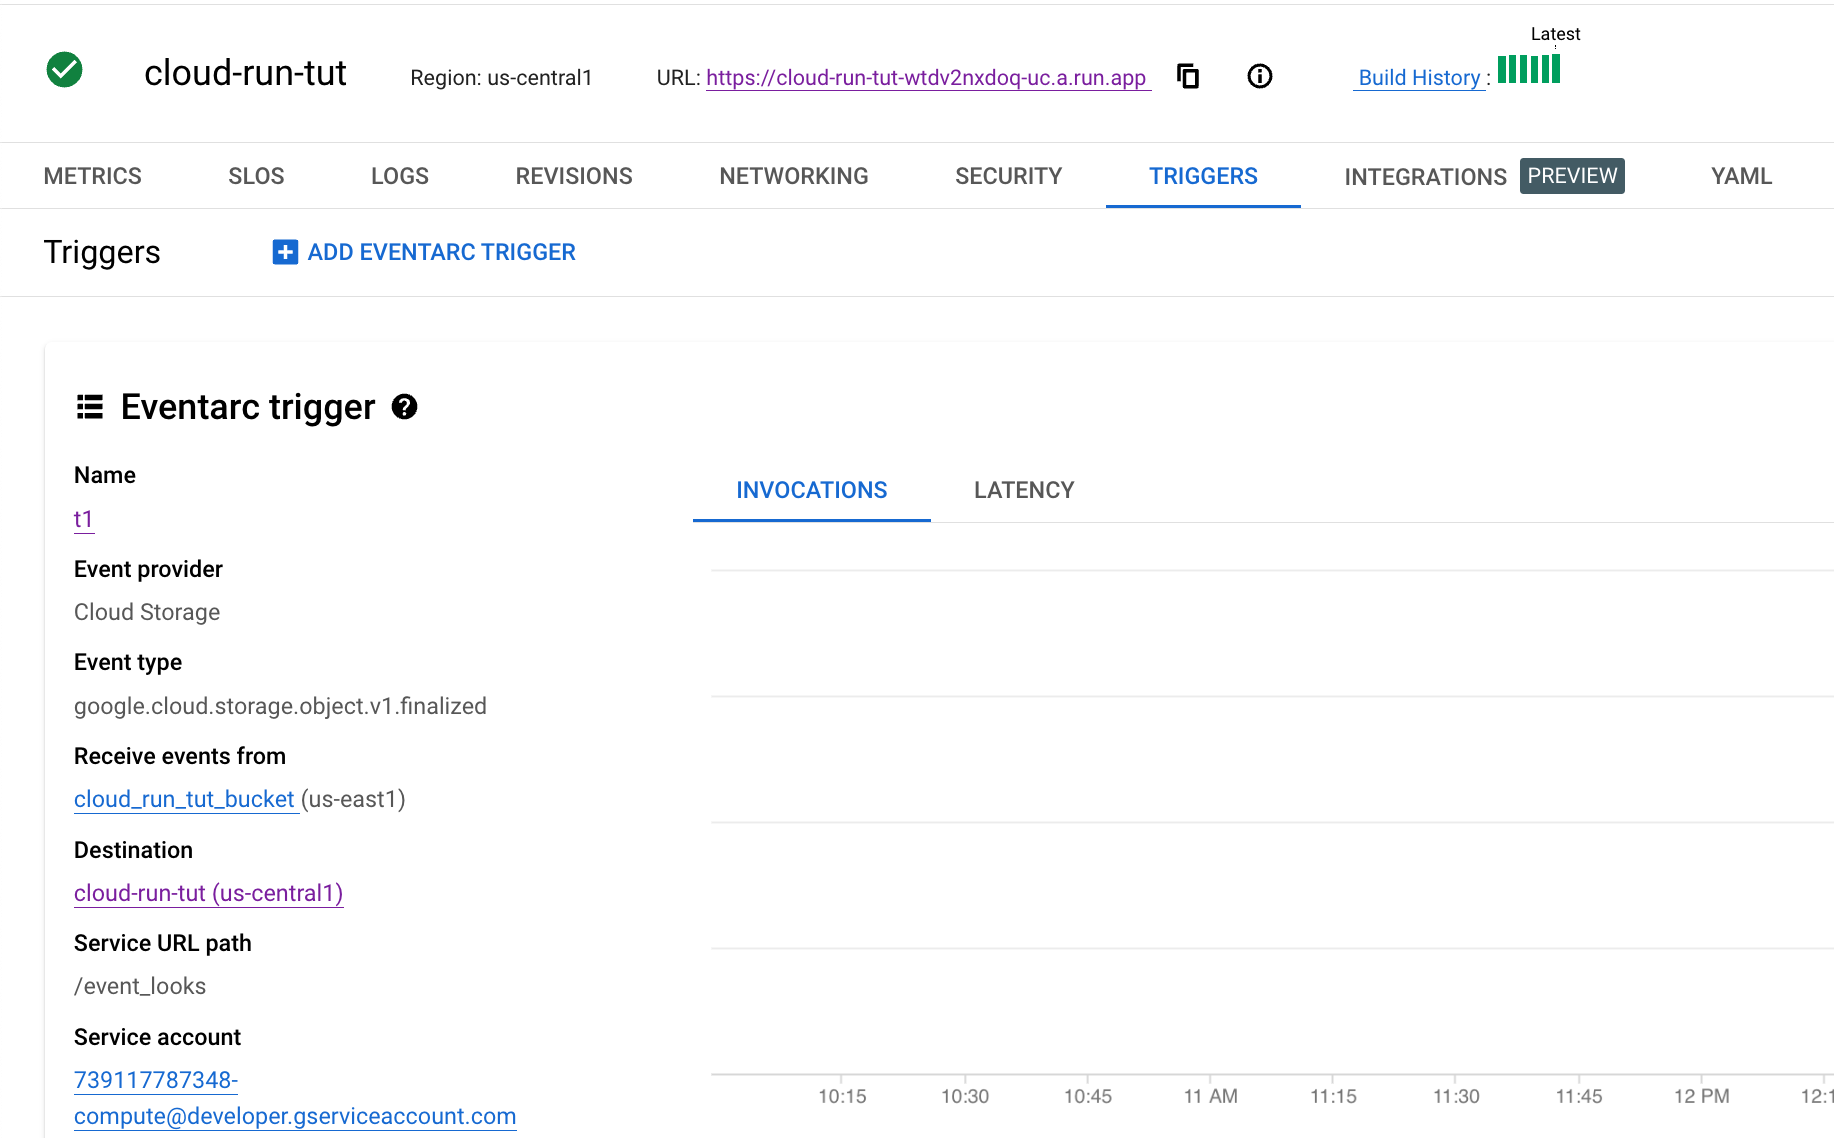 Latest
cloud-run-tut Region: us-central1 URL: https://cloud-run-tut-wtdv2nxdoq-uc.a.run.app Build History :
METRICS SLOS LOGS REVISIONS NETWORKING SECURITY TRIGGERS INTEGRATIONS PREVIEW YAML
Triggers ADD EVENTARC TRIGGER
Eventarc trigger
Name
t1
Event provider
Cloud Storage
Event type
google.cloud.storage.object.v1.finalized
Receive events from
cloud_run_tut_bucket (us-east1)
Destination
cloud-run-tut (us-central1)
Service URL path
/event_looks
Service account
739117787348-
compute@developer.gserviceaccount.com
INVOCATIONS LATENCY
10:15 10:30 10:45 11 AM 11:15 11:30 11:45 12 PM